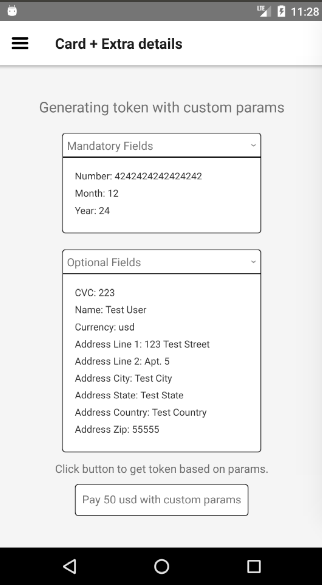 LTE 11:28
Card + Extra details
Generating token with custom params
Mandatory Fields
Number: 4242424242424242
Month: 12
Year: 24
Optional Fields
CVC: 223
Name: Test User
Currency: usd
Address Line 1: 123 Test Street
Address Line 2: Apt. 5
Address City: Test City
Address State: Test State
Address Country: Test Country
Address Zip: 55555
Click button to get token based on params.
Pay 50 usd with custom params